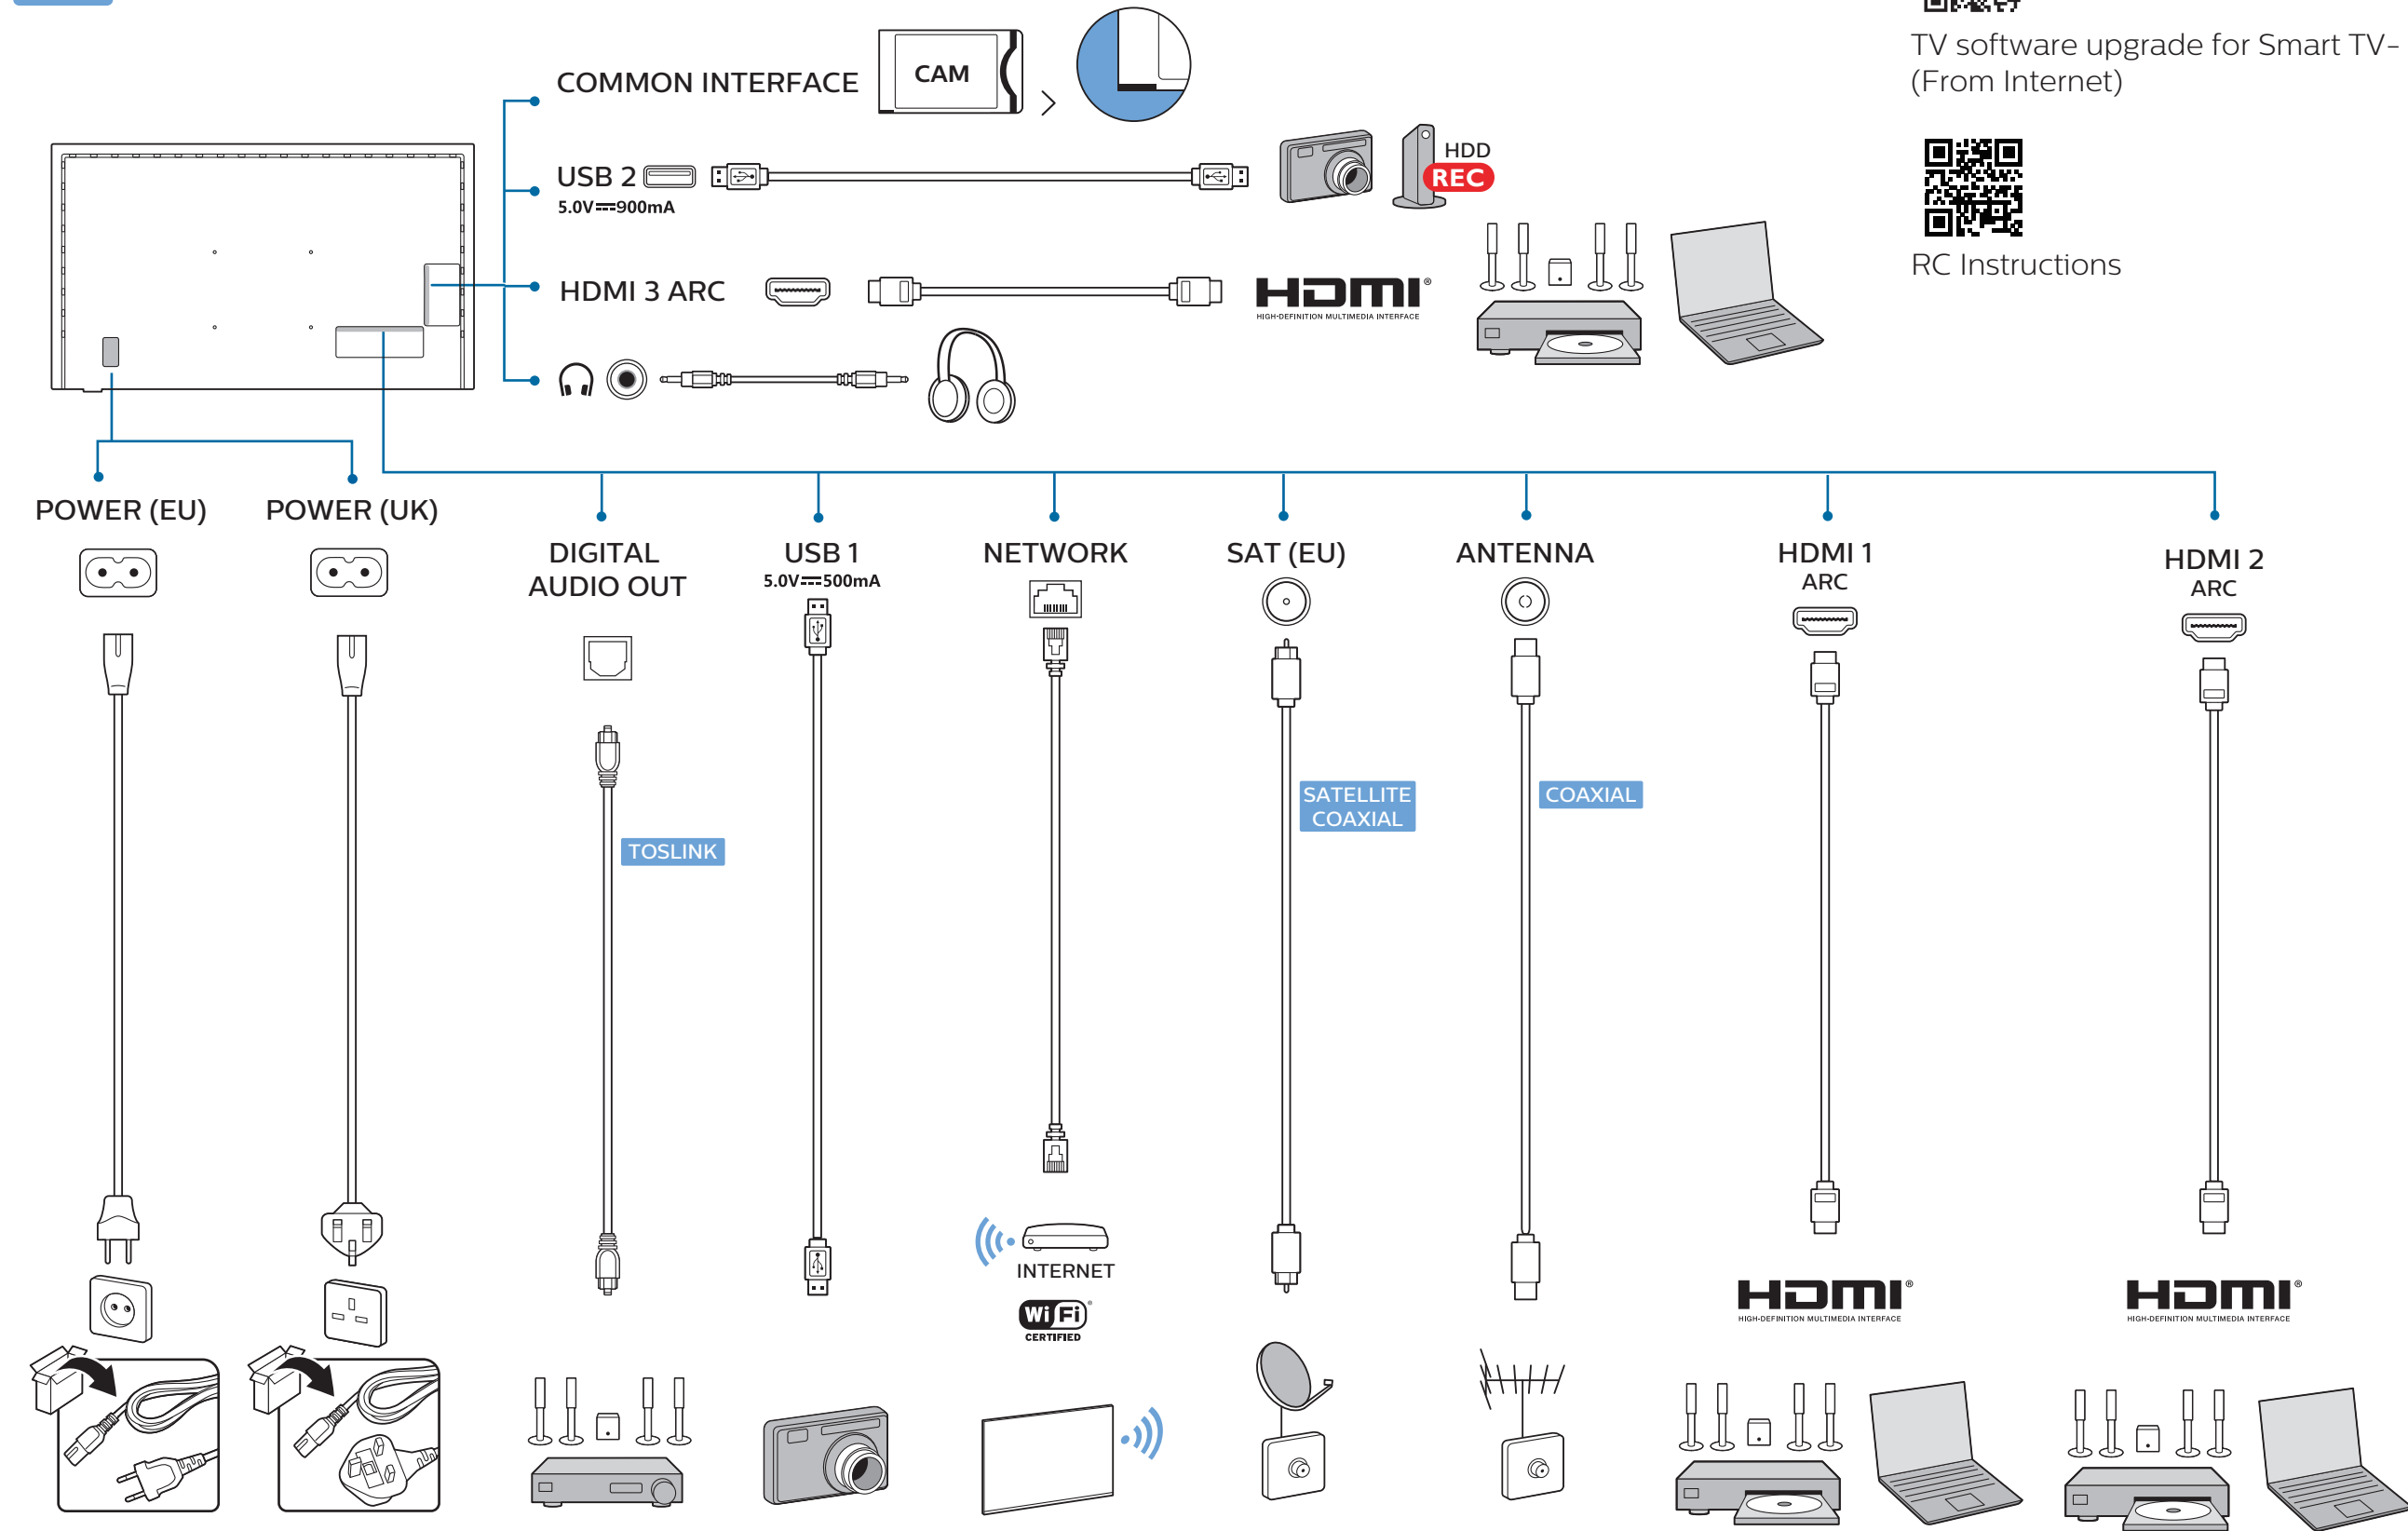 TV software upgrade for Smart TV-
(From Internet)
COMMON INTERFACE
CAM
USB 2
5.0V⎓900mA
HDD
REC
RC Instructions
HDMI 3 ARC
HDMI®
HIGH-DEFINITION MULTIMEDIA INTERFACE
POWER (EU)
POWER (UK)
DIGITAL
AUDIO OUT
USB 1
5.0V⎓500mA
NETWORK
SAT (EU)
ANTENNA
HDMI 1
ARC
HDMI 2
ARC
TOSLINK
SATELLITE
COAXIAL
COAXIAL
INTERNET
WiFi®
CERTIFIED
HDMI®
HIGH-DEFINITION MULTIMEDIA INTERFACE
HDMI®
HIGH-DEFINITION MULTIMEDIA INTERFACE